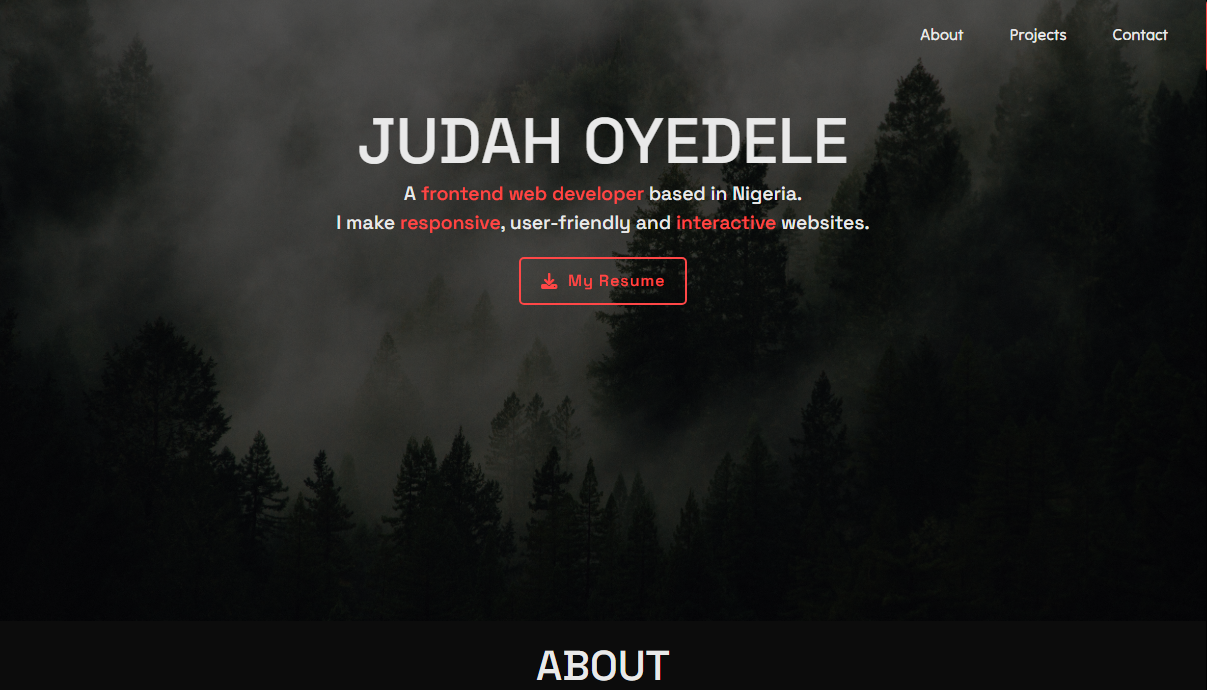 About Projects Contact
JUDAH OYEDELE
A frontend web developer based in Nigeria.
I make responsive, user-friendly and interactive websites.
My Resume
ABOUT